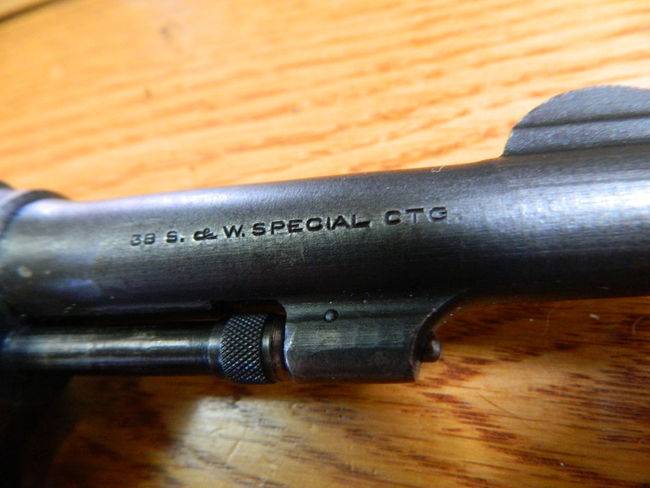 38 S. & W. SPECIAL CTG